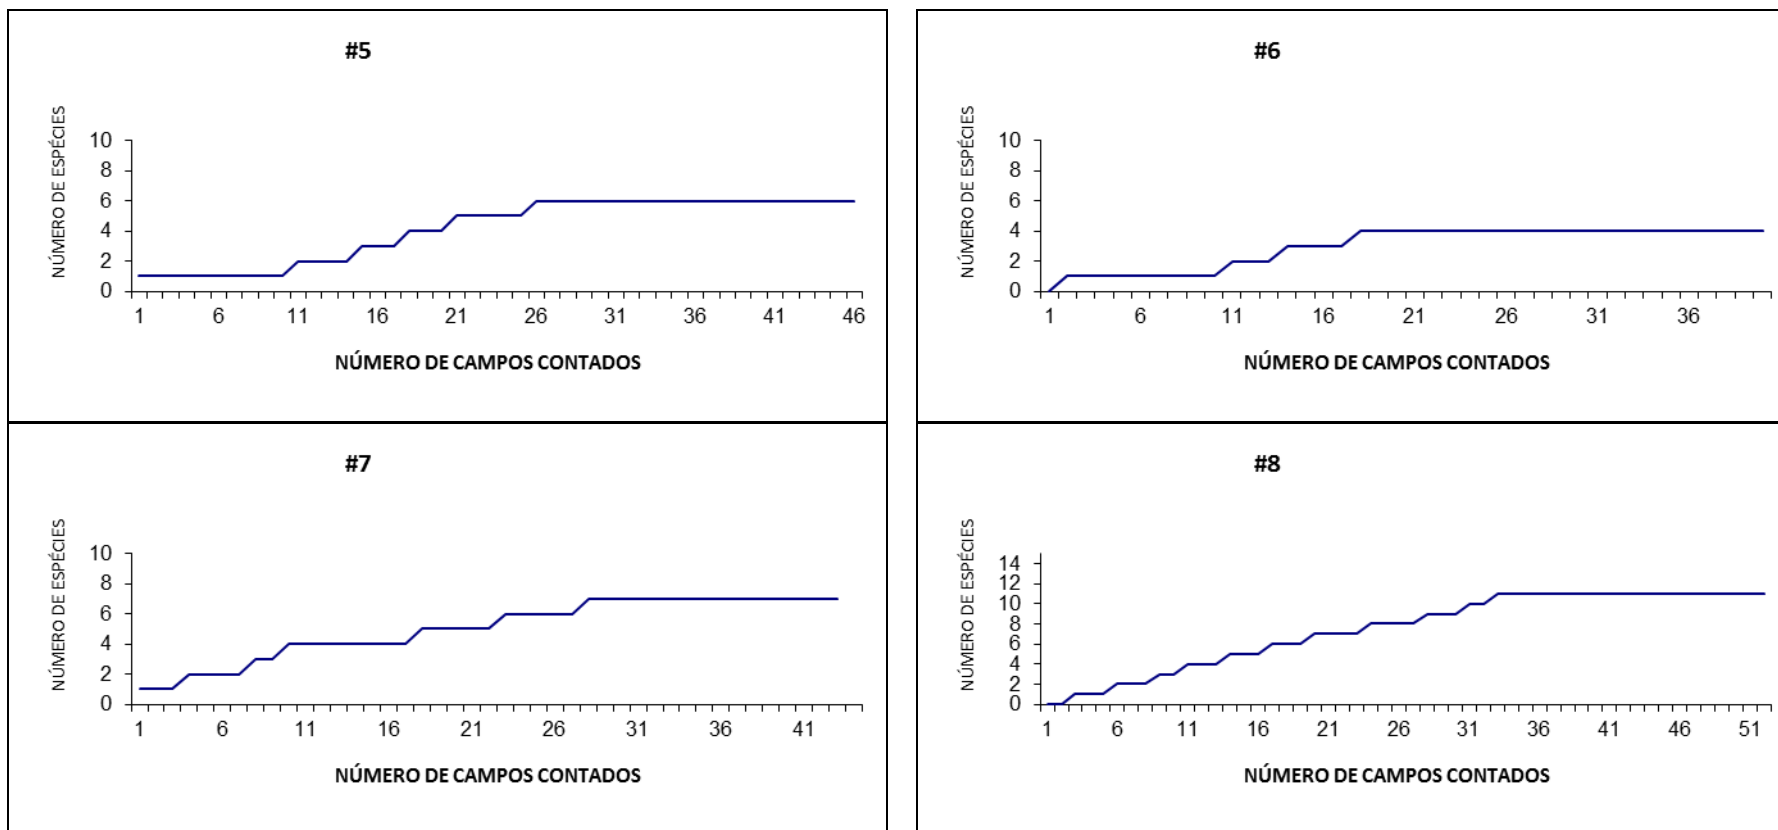 #5
NÚMERO DE ESPÉCIES
10
8
6
4
2
0
1 6 11 16 21 26 31 36 41 46
NÚMERO DE CAMPOS CONTADOS
#6
NÚMERO DE ESPÉCIES
10
8
6
4
2
0
1 6 11 16 21 26 31 36
NÚMERO DE CAMPOS CONTADOS
#7
NÚMERO DE ESPÉCIES
10
8
6
4
2
0
1 6 11 16 21 26 31 36 41
NÚMERO DE CAMPOS CONTADOS
#8
NÚMERO DE ESPÉCIES
14
12
10
8
6
4
2
0
1 6 11 16 21 26 31 36 41 46 51
NÚMERO DE CAMPOS CONTADOS